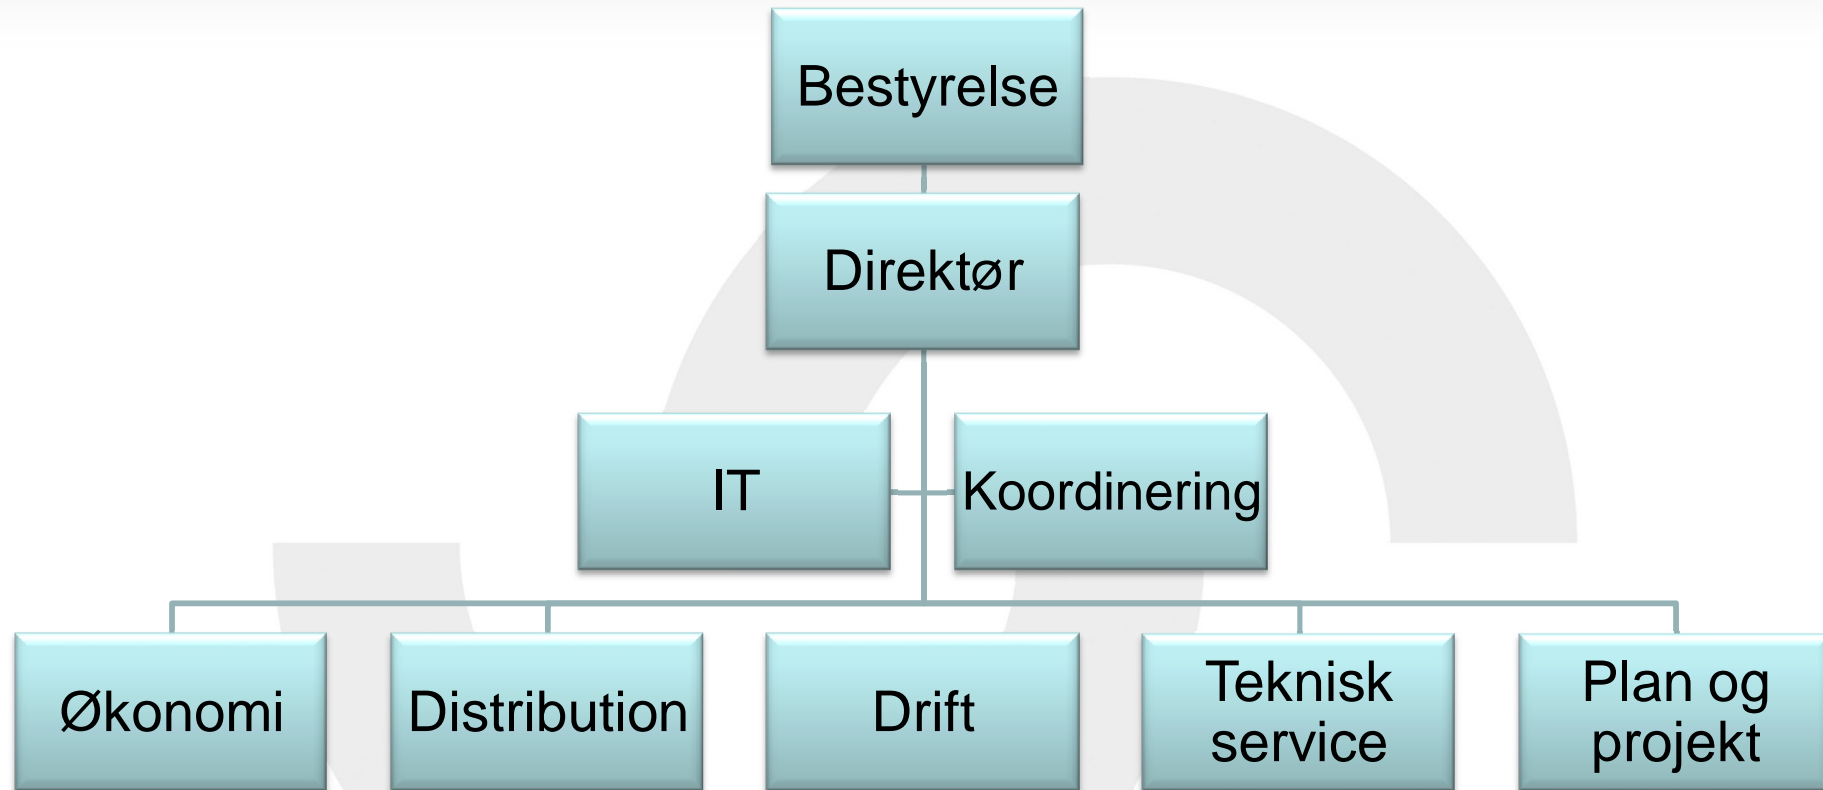 Bestyrelse
Direktør
IT
Koordinering
Økonomi
Distribution
Drift
Teknisk
service
Plan og
projekt